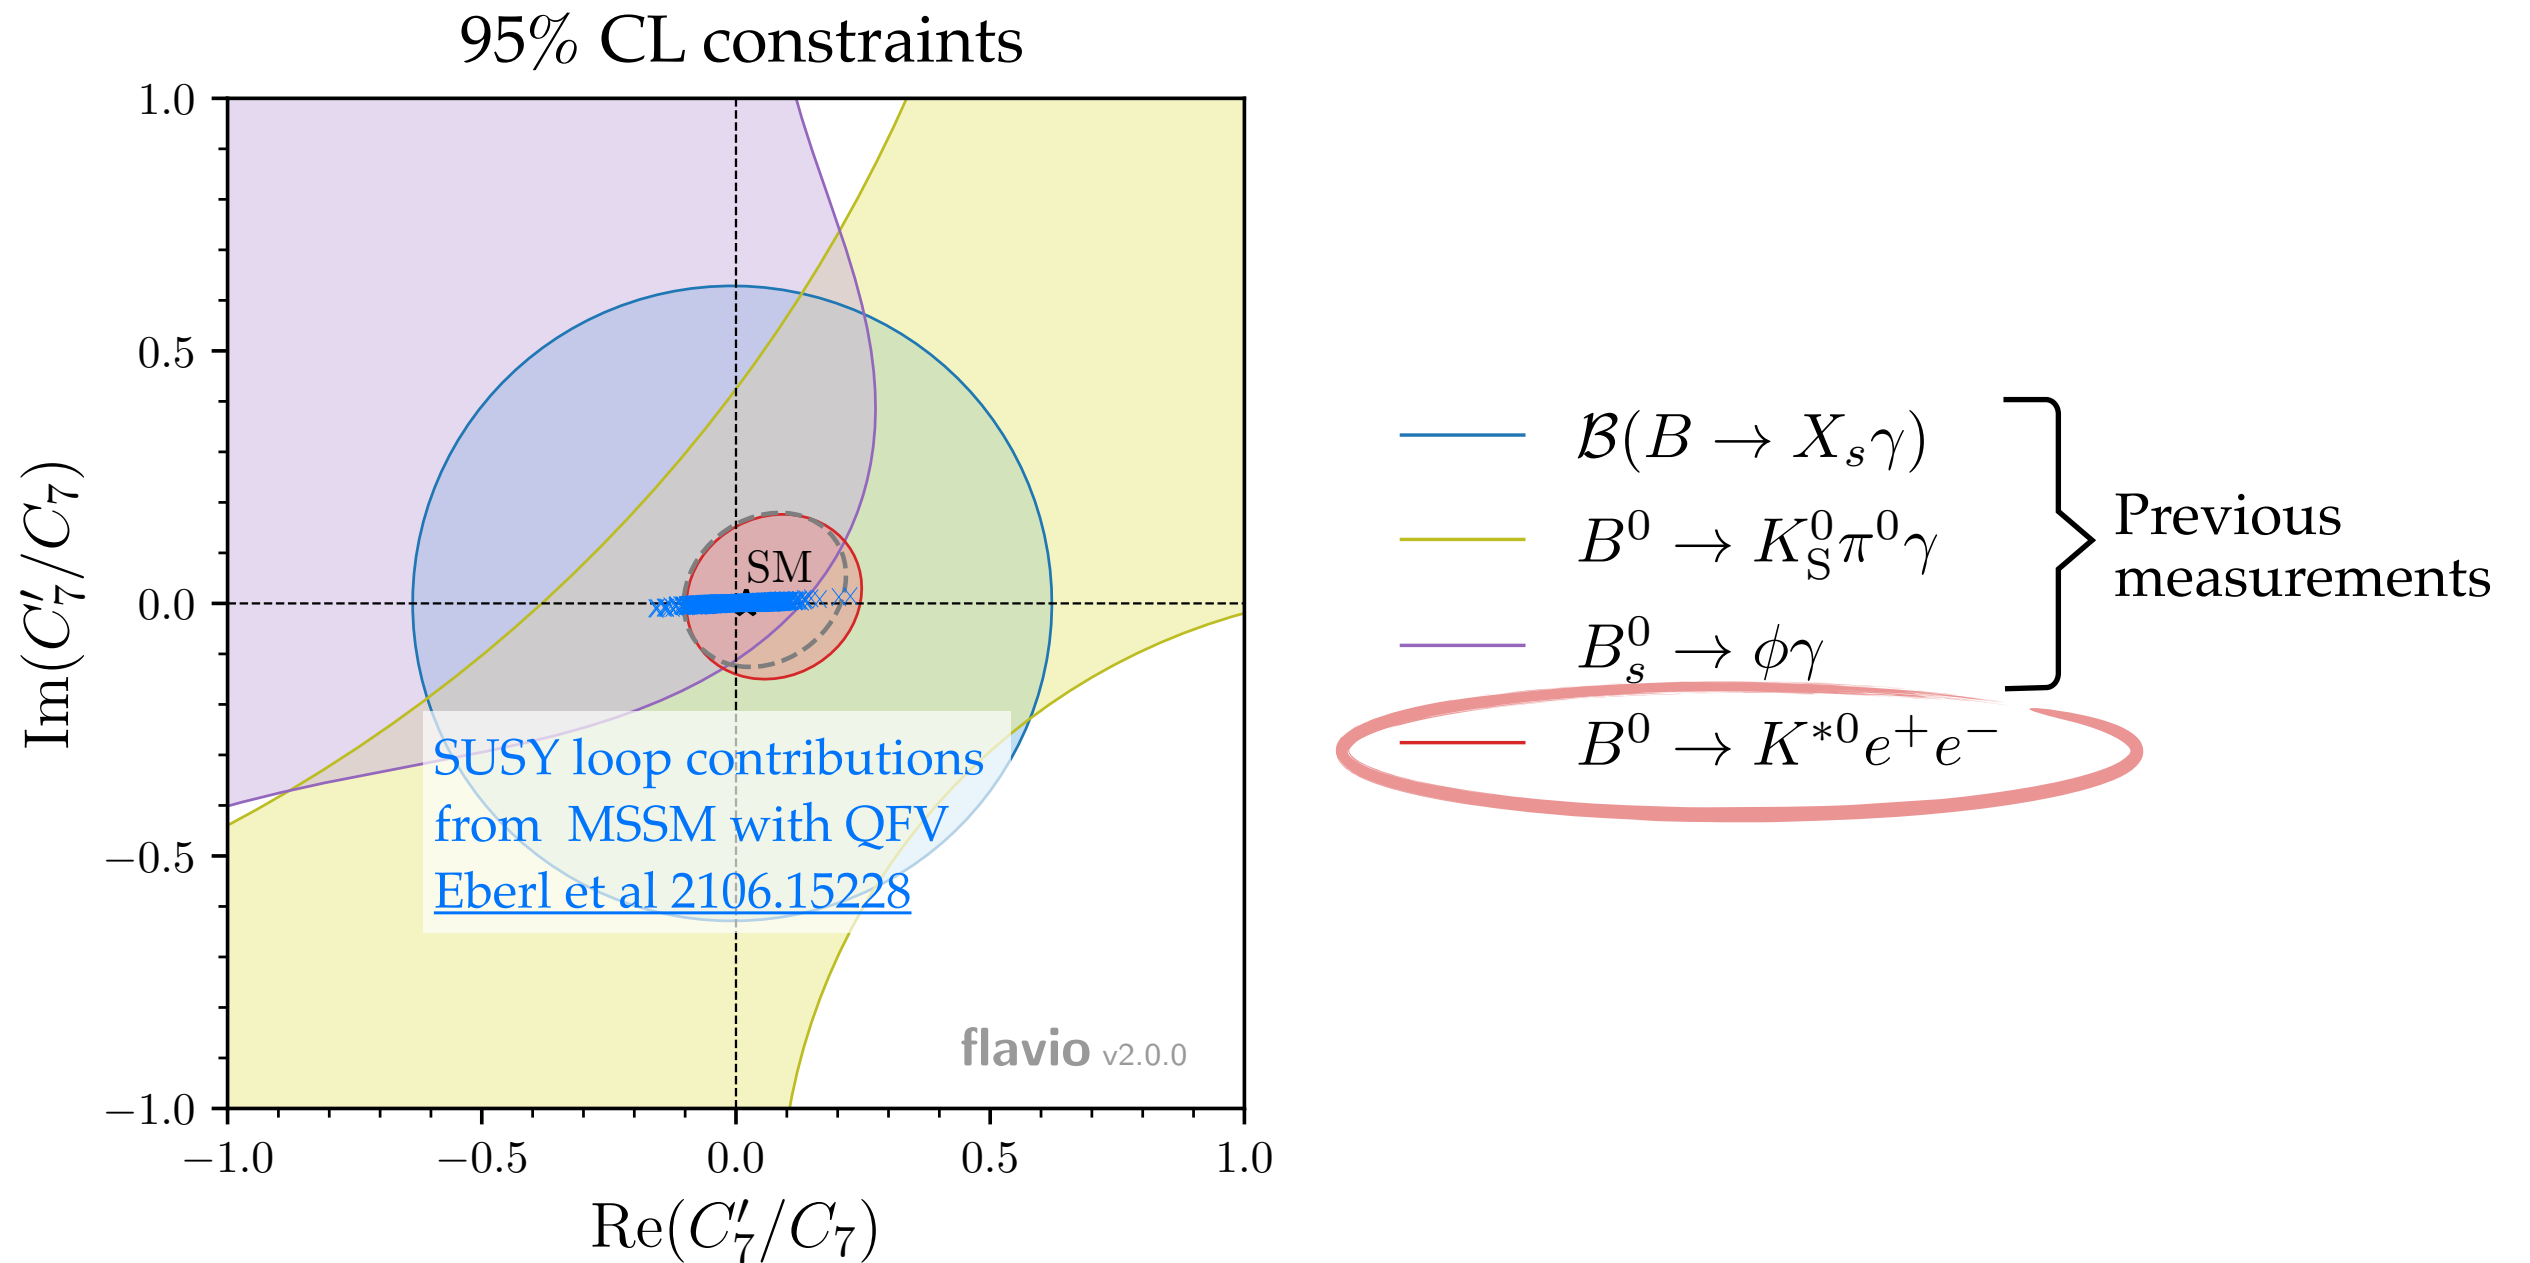 95% CL constraints
1.0
0.5
0.0
−0.5
−1.0
Im(C′₇/C₇)
SM
SUSY loop contributions
from MSSM with QFV
Eberl et al 2106.15228
flavio v2.0.0
−1.0 −0.5 0.0 0.5 1.0
Re(C′₇/C₇)
ℬ(B → Xₛγ)
B⁰ → K⁰_S π⁰γ
B⁰ₛ → ϕγ
B⁰ → K*⁰e⁺e⁻
Previous
measurements